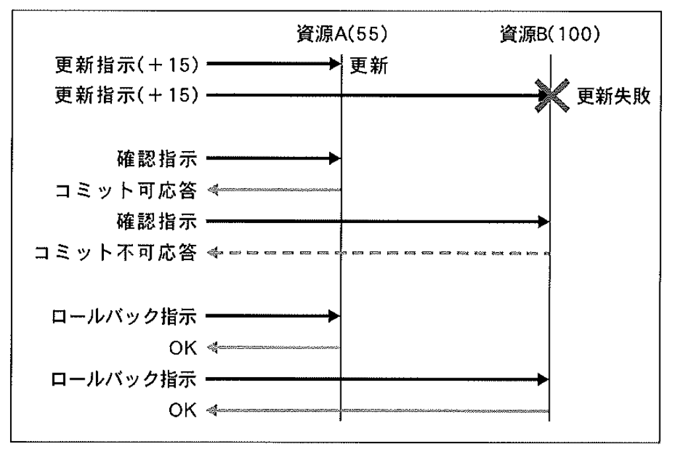 資源A(55) 資源B(100)
更新指示(+15) 更新
更新指示(+15) 更新失敗
確認指示
コミット可応答
確認指示
コミット不可応答
ロールバック指示
OK
ロールバック指示
OK